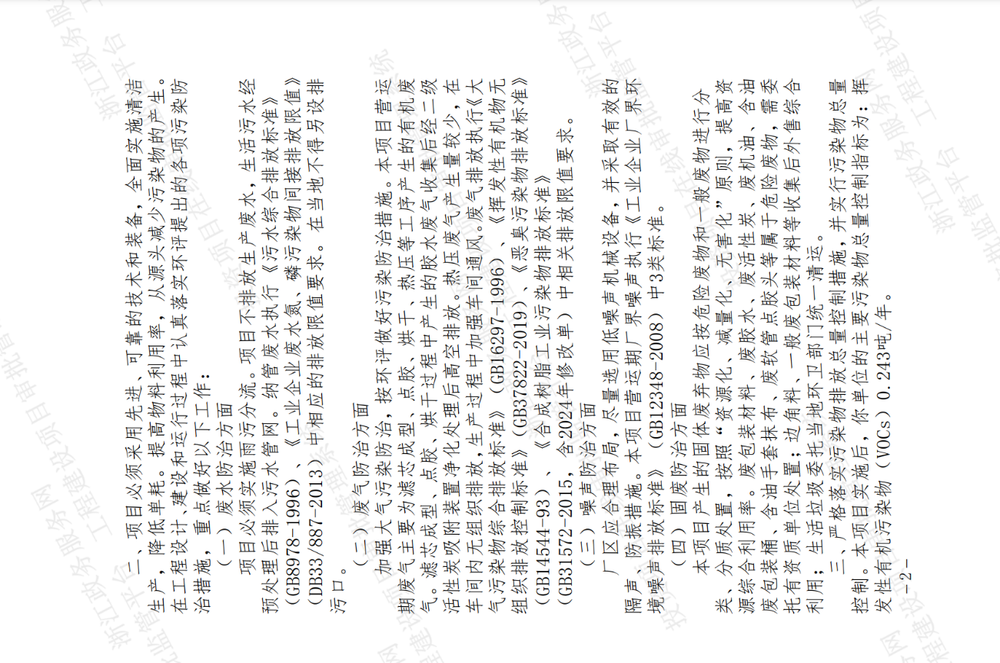 二、项目必须采用先进、可靠的技术和装备，全面实施清洁
生产，降低单耗。提高物料利用率，从源头减少污染物的产生。
在工程设计、建设和运行过程中认真落实环评提出的各项污染防
治措施，重点做好以下工作：
（一）废水防治方面
项目必须实施雨污分流。项目不排放生产废水，生活污水经
预处理后排入污水管网。纳管废水执行《污水综合排放标准》
（GB8978-1996）、《工业企业废水氮、磷污染物间接排放限值》
（DB33/887-2013）中相应的排放限值要求。在当地不得另设排
污口。
（二）废气防治方面
加强大气污染防治，按环评做好污染防治措施。本项目营运
期废气主要为滤芯成型、点胶、烘干、热压等工序产生的有机废
气。滤芯成型、点胶、烘干过程中产生的胶水废气收集后经二级
活性炭吸附装置净化处理后高空排放。热压废气产生量较少，在
车间内无组织排放，生产过程中加强车间通风。废气排放执行《大
气污染物综合排放标准》（GB16297-1996）、《挥发性有机物无
组织排放控制标准》（GB37822-2019）、《恶臭污染物排放标准》
（GB14544-93）、《合成树脂工业污染物排放标准》
（GB31572-2015，含2024年修改单）中相关排放限值要求。
（三）噪声防治方面
厂区应合理布局，尽量选用低噪声机械设备，并采取有效的
隔声、防振措施。本项目营运期厂界噪声执行《工业企业厂界环
境噪声排放标准》（GB12348-2008）中3类标准。
（四）固废防治方面
本项目产生的固体废弃物应按危险废物和一般废物进行分
类、分质处置，按照“资源化、减量化、无害化”原则，提高资
源综合利用率。废包装材料、废胶水、废活性炭、废机油、含油
废包装桶、含油手套抹布、废软管点胶头等属于危险废物，需委
托有资质单位处置；边角料、一般废包装材料等收集后外售综合
利用；生活垃圾委托当地环卫部门统一清运。
三、严格落实污染物排放总量控制措施，并实行污染物总量
控制。本项目实施后，你单位的主要污染物总量控制指标为：挥
发性有机污染物（VOCs）0.243吨/年。
-2-